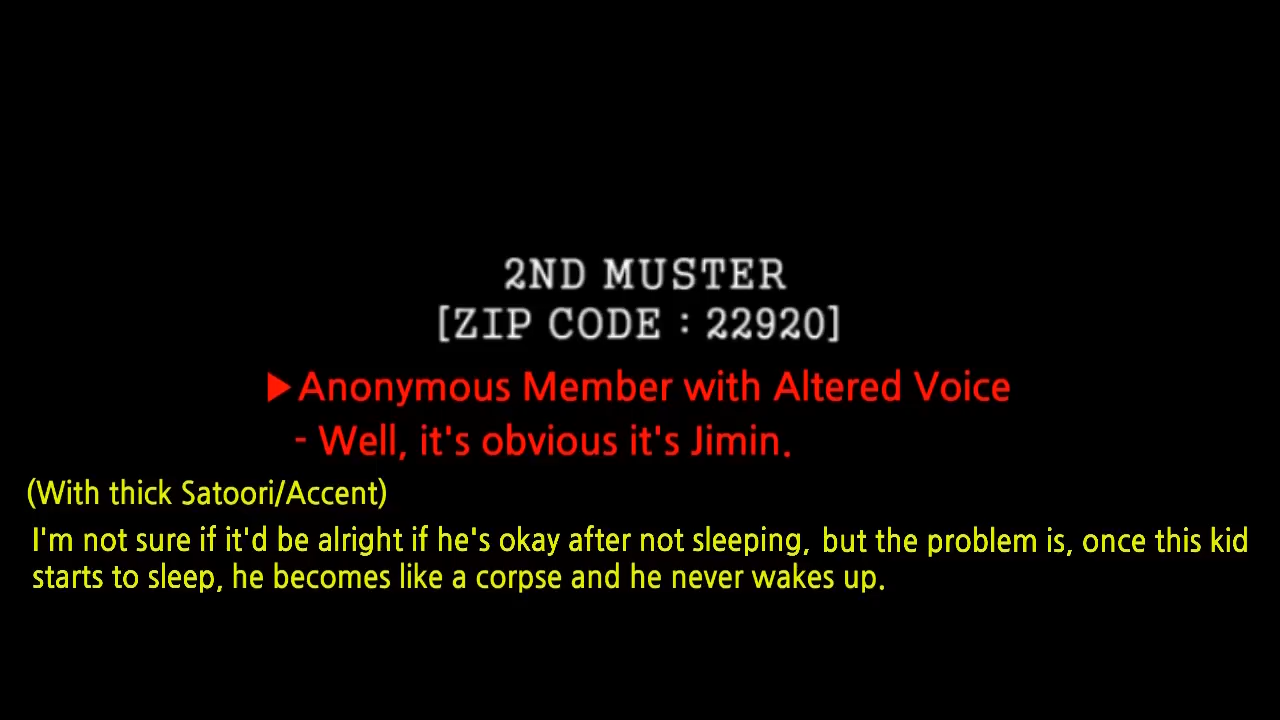 2ND MUSTER
[ZIP CODE : 22920]
▶Anonymous Member with Altered Voice
- Well, it's obvious it's Jimin.
(With thick Satoori/Accent)
I'm not sure if it'd be alright if he's okay after not sleeping, but the problem is, once this kid
starts to sleep, he becomes like a corpse and he never wakes up.